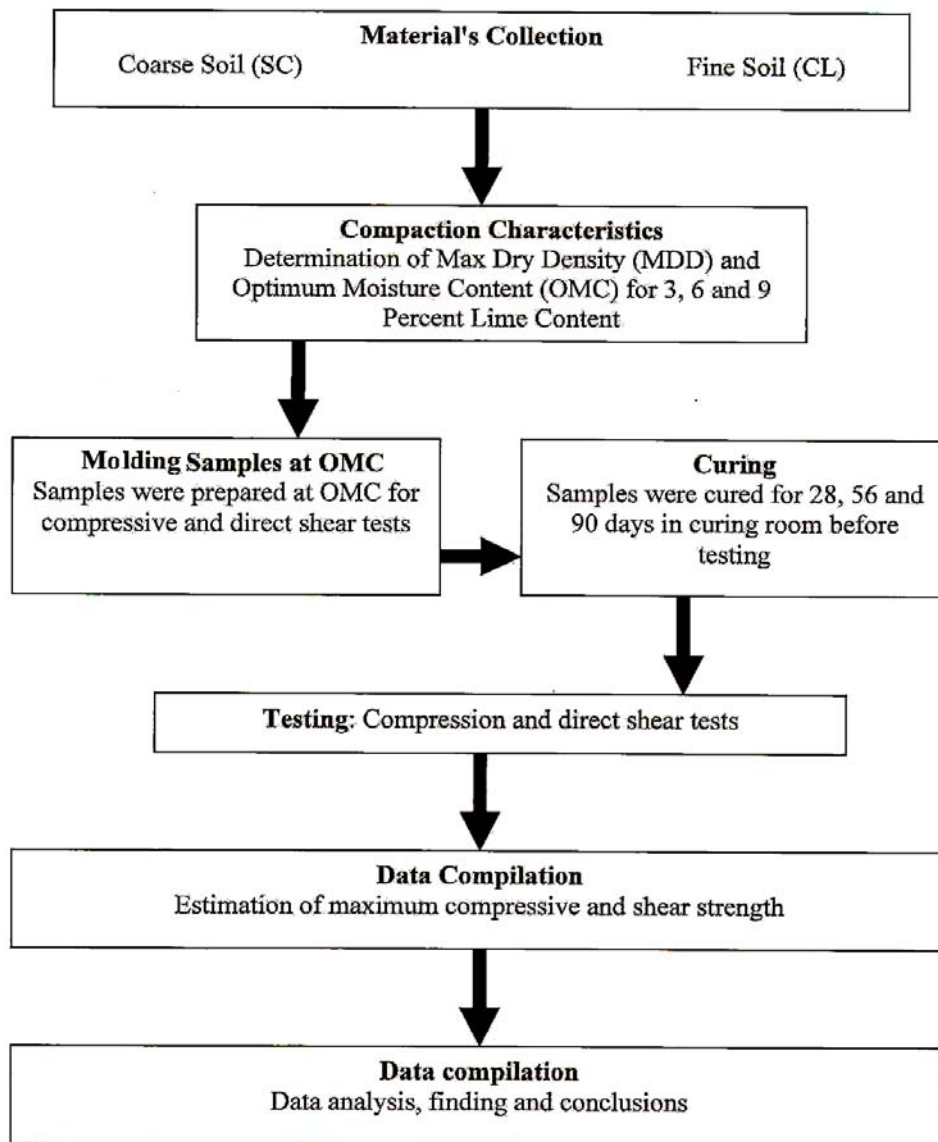 Material's Collection
Coarse Soil (SC) Fine Soil (CL)
Compaction Characteristics
Determination of Max Dry Density (MDD) and
Optimum Moisture Content (OMC) for 3, 6 and 9
Percent Lime Content
Molding Samples at OMC
Samples were prepared at OMC for
compressive and direct shear tests
Curing
Samples were cured for 28, 56 and
90 days in curing room before
testing
Testing: Compression and direct shear tests
Data Compilation
Estimation of maximum compressive and shear strength
Data compilation
Data analysis, finding and conclusions